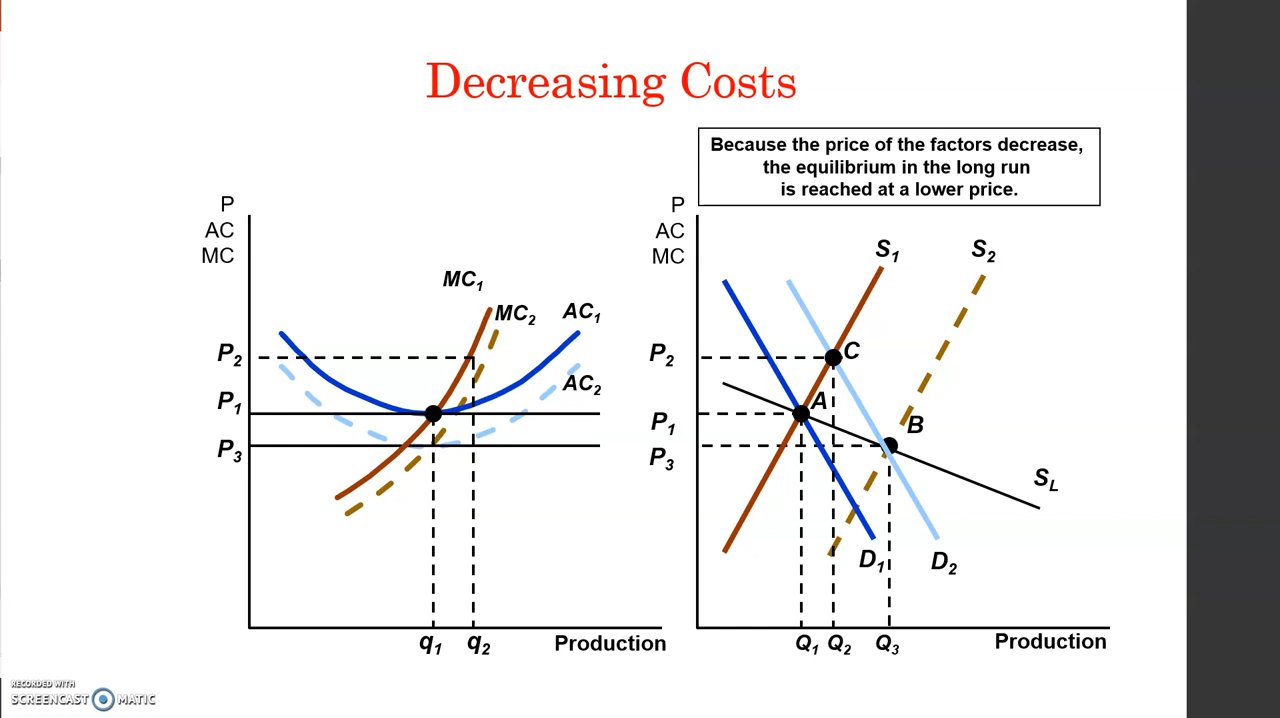 Decreasing Costs
Because the price of the factors decrease,
the equilibrium in the long run
is reached at a lower price.
P
AC
MC
MC₁
MC₂
AC₁
AC₂
P₂
P₁
P₃
q₁
q₂
Production
P
AC
MC
S₁
S₂
P₂
P₁
P₃
C
A
B
S_L
D₁
D₂
Q₁
Q₂
Q₃
Production
RECORDED WITH
SCREENCAST MATIC